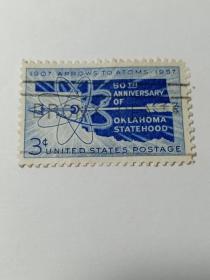 1907 ARROWS TO ATOMS 1957
50TH
ANNIVERSARY
OF
OKLAHOMA
STATEHOOD
3¢ UNITED STATES POSTAGE